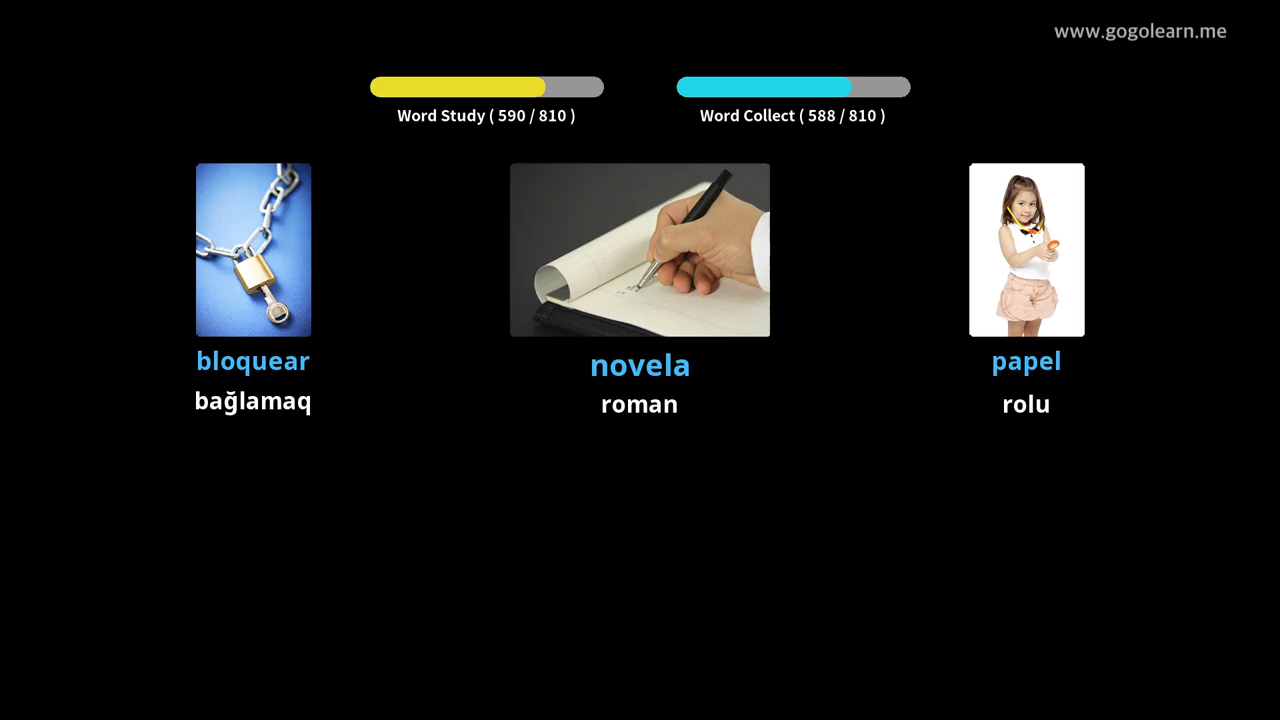 www.gogolearn.me
Word Study ( 590 / 810 )
Word Collect ( 588 / 810 )
bloquear
bağlamaq
novela
roman
papel
rolu